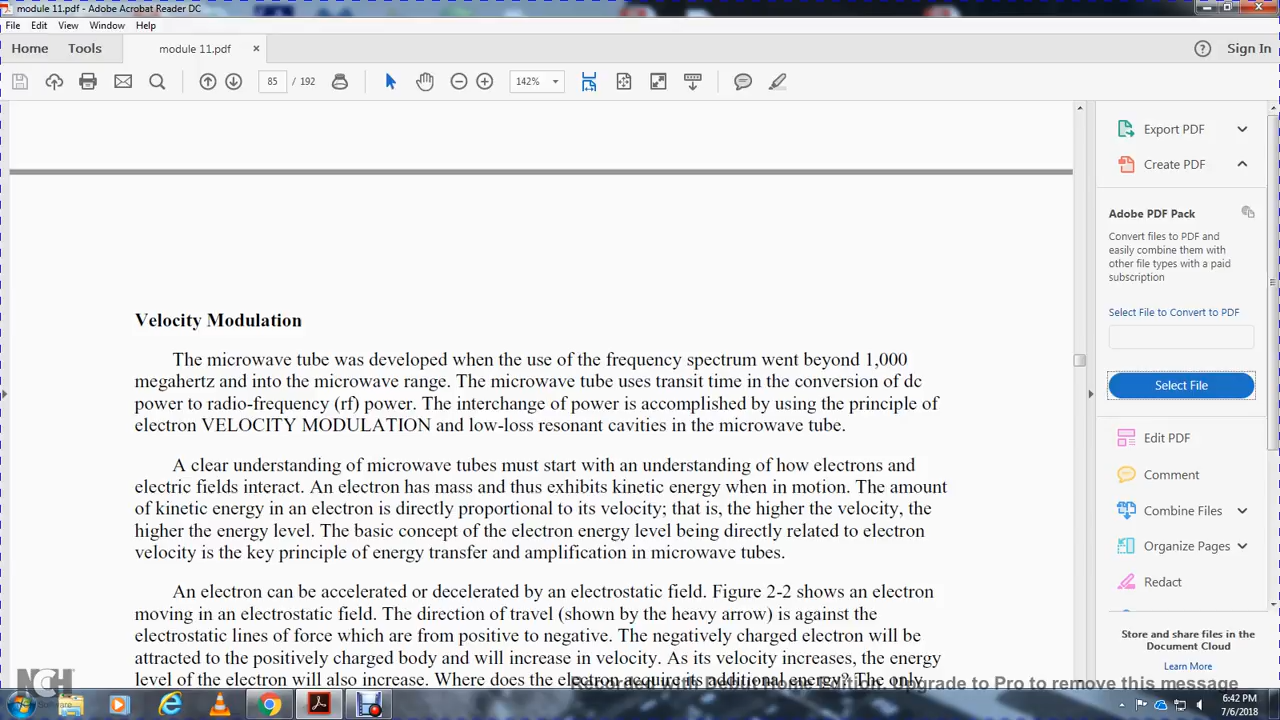 module 11.pdf - Adobe Acrobat Reader DC
File Edit View Window Help
Home Tools module 11.pdf × Sign In
85 / 192 142%
Export PDF
Create PDF
Adobe PDF Pack
Convert files to PDF and
easily combine them with
other file types with a paid
subscription
Select File to Convert to PDF
Select File
Edit PDF
Comment
Combine Files
Organize Pages
Redact
Store and share files in the
Document Cloud
Learn More
Velocity Modulation
The microwave tube was developed when the use of the frequency spectrum went beyond 1,000
megahertz and into the microwave range. The microwave tube uses transit time in the conversion of dc
power to radio-frequency (rf) power. The interchange of power is accomplished by using the principle of
electron VELOCITY MODULATION and low-loss resonant cavities in the microwave tube.
A clear understanding of microwave tubes must start with an understanding of how electrons and
electric fields interact. An electron has mass and thus exhibits kinetic energy when in motion. The amount
of kinetic energy in an electron is directly proportional to its velocity; that is, the higher the velocity, the
higher the energy level. The basic concept of the electron energy level being directly related to electron
velocity is the key principle of energy transfer and amplification in microwave tubes.
An electron can be accelerated or decelerated by an electrostatic field. Figure 2-2 shows an electron
moving in an electrostatic field. The direction of travel (shown by the heavy arrow) is against the
electrostatic lines of force which are from positive to negative. The negatively charged electron will be
attracted to the positively charged body and will increase in velocity. As its velocity increases, the energy
level of the electron will also increase. Where does the electron acquire its additional energy? The only
Recorded with Debut Home Edition. Upgrade to Pro to remove this message
NCH
Software
6:42 PM
7/6/2018